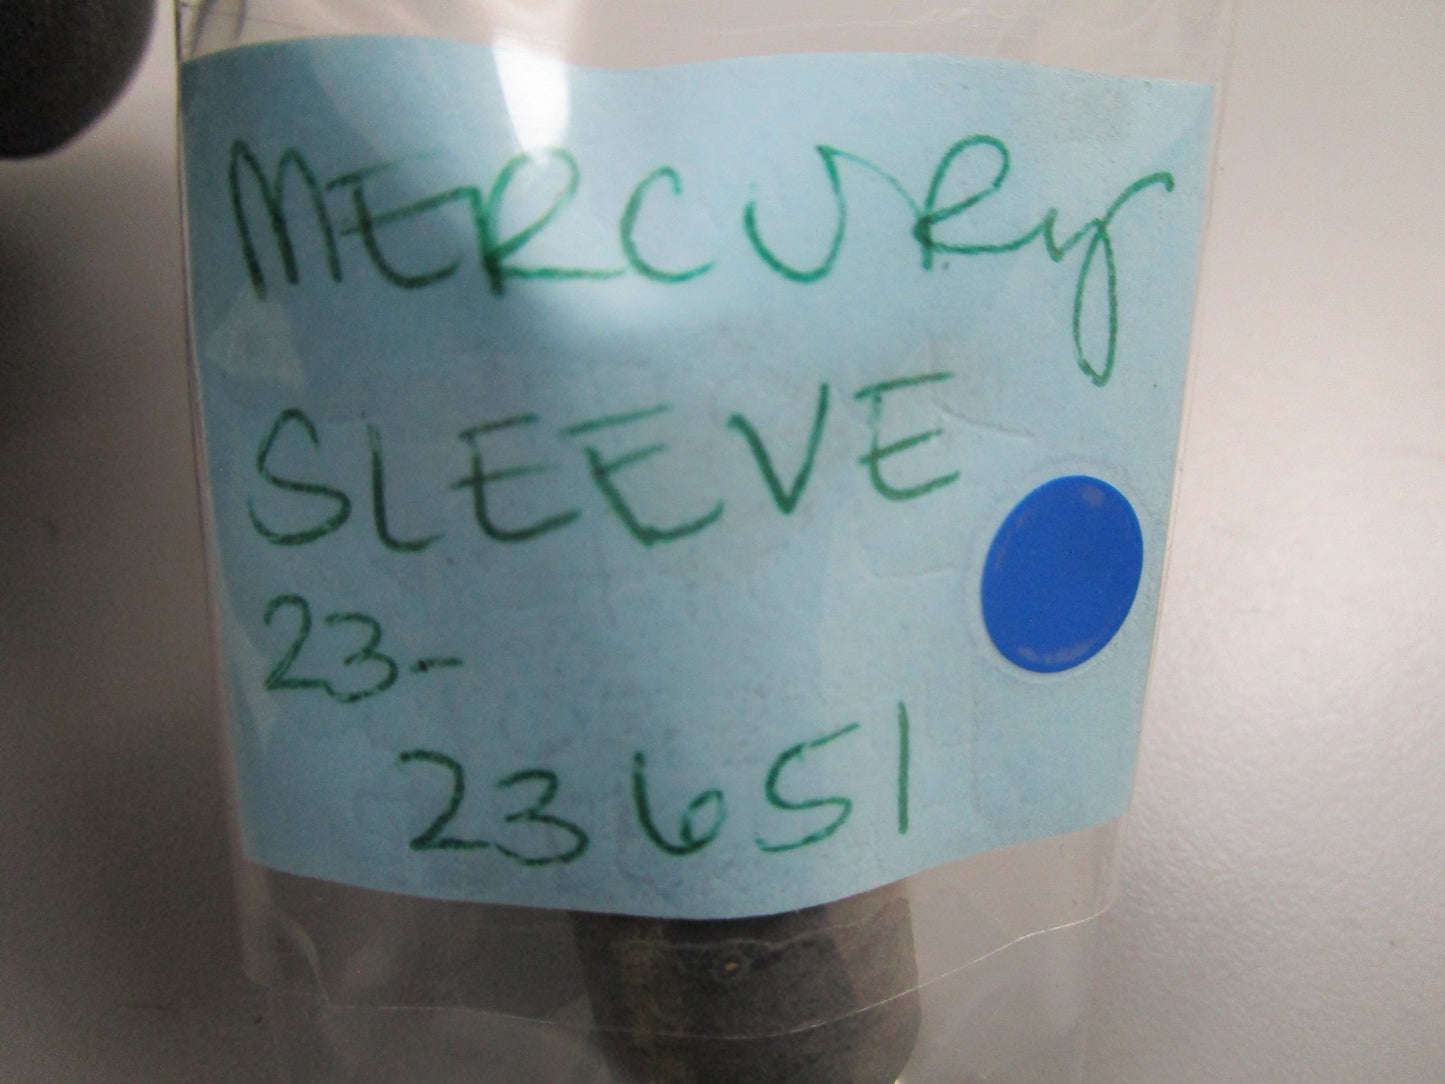 MERCURy
SLEEVE
23-
23651